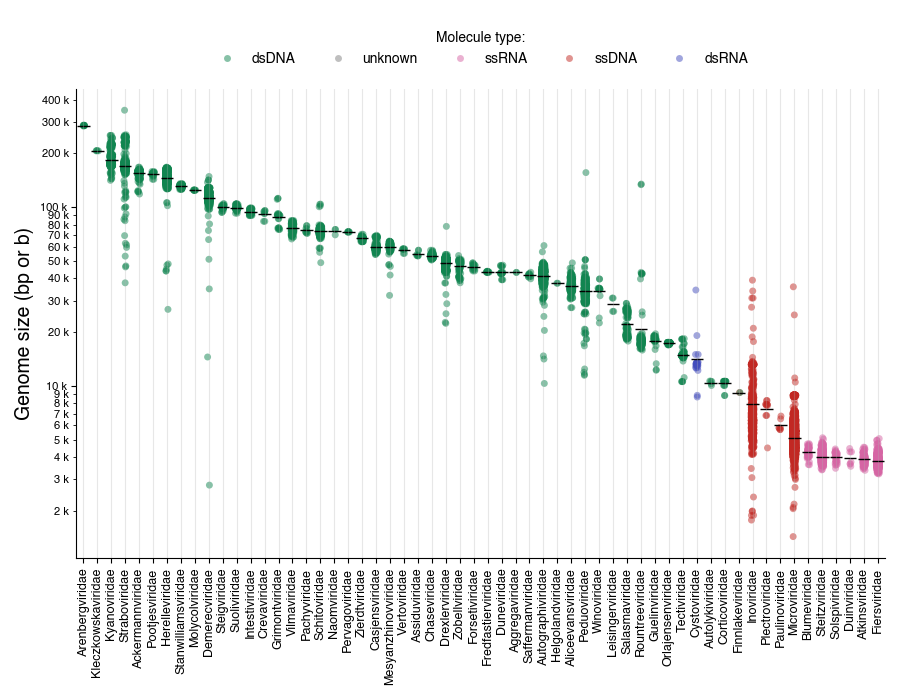 Molecule type:
dsDNA unknown ssRNA ssDNA dsRNA
Genome size (bp or b)
400 k
300 k
200 k
100 k
90 k
80 k
70 k
60 k
50 k
40 k
30 k
20 k
10 k
9 k
8 k
7 k
6 k
5 k
4 k
3 k
2 k
Arenbergviridae
Kleczkowskaviridae
Kyanoviridae
Straboviridae
Ackermannviridae
Pootjesviridae
Herelleviridae
Stanwilliamsviridae
Molycolviridae
Demerecviridae
Steigviridae
Suoliviridae
Intestiviridae
Crevaviridae
Grimontviridae
Vilmaviridae
Pachyviridae
Schitoviridae
Naomviridae
Pervagoviridae
Zierdtviridae
Casjensviridae
Mesyanzhinovviridae
Vertoviridae
Assiduviridae
Chaseviridae
Drexlerviridae
Zobellviridae
Forsetiviridae
Fredfastierviridae
Duneviridae
Aggregaviridae
Saffermanviridae
Autographiviridae
Helgolandviridae
Aliceevansviridae
Peduoviridae
Winoviridae
Leisingerviridae
Salasmaviridae
Rountreeviridae
Guelinviridae
Orlajensenviridae
Tectiviridae
Cystoviridae
Autolykiviridae
Corticoviridae
Finnlakeviridae
Inoviridae
Plectroviridae
Paulinoviridae
Microviridae
Blumeviridae
Steitzviridae
Solspiviridae
Duinviridae
Atkinsviridae
Fiersviridae